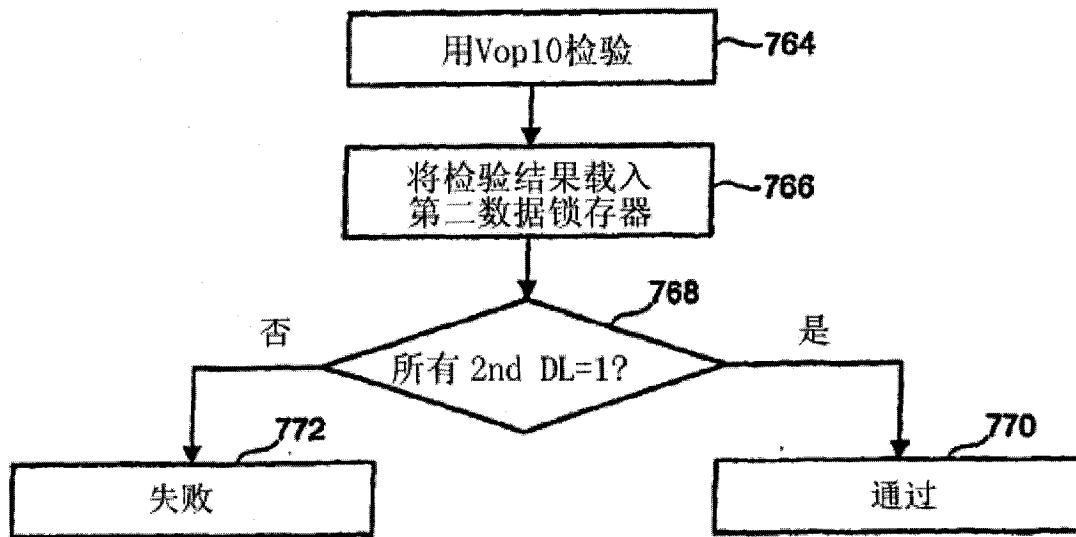 用Vop10检验
764
将检验结果载入
第二数据锁存器
766
768
否
所有 2nd DL=1?
是
772
失败
770
通过